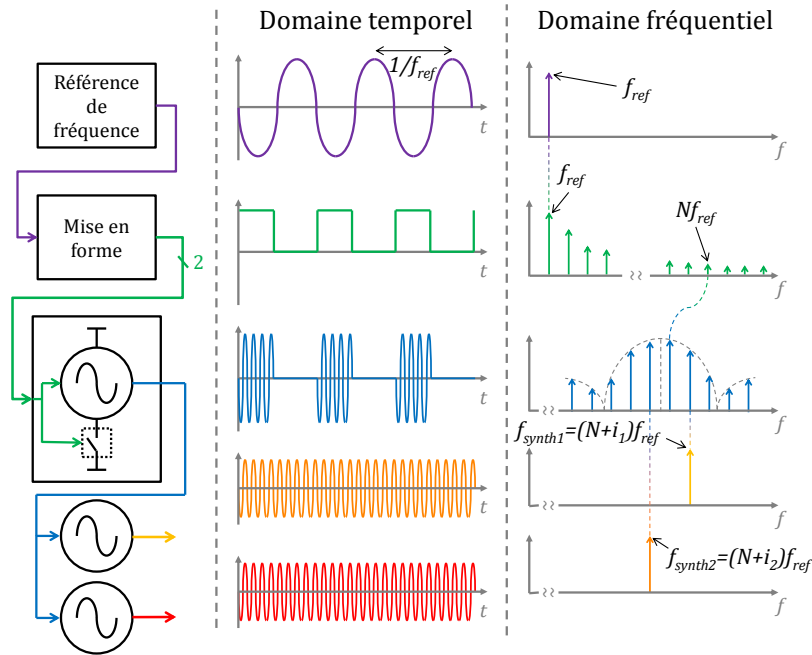 Domaine temporel
Domaine fréquentiel
Référence
de
fréquence
1/f_ref
t
f_ref
f
Mise en
forme
2
t
f_ref
Nf_ref
f
t
f
f_synth1=(N+i_1)f_ref
t
f
f_synth2=(N+i_2)f_ref
t
f